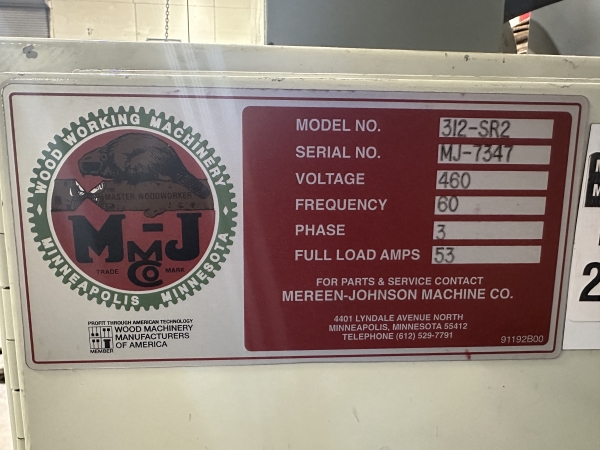 WOOD WORKING MACHINERY
MASTER WOODWORKER
M-J
M
CO
TRADE MARK
MINNEAPOLIS MINNESOTA
PROFIT THROUGH AMERICAN TECHNOLOGY
WOOD MACHINERY
MANUFACTURERS
OF AMERICA
MEMBER
MODEL NO. 312-SR2
SERIAL NO. MJ-7347
VOLTAGE 460
FREQUENCY 60
PHASE 3
FULL LOAD AMPS 53
FOR PARTS & SERVICE CONTACT
MEREEN-JOHNSON MACHINE CO.
4401 LYNDALE AVENUE NORTH
MINNEAPOLIS, MINNESOTA 55412
TELEPHONE (612) 529-7791
91192B00
2